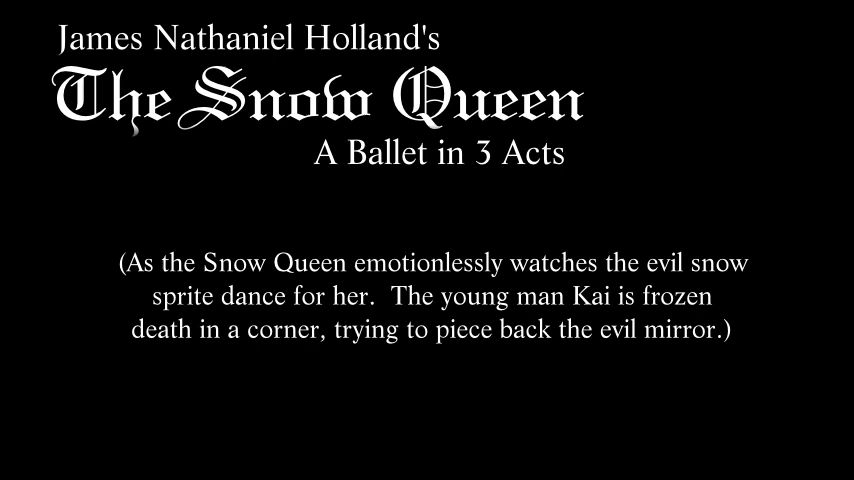 James Nathaniel Holland's
The Snow Queen
A Ballet in 3 Acts
(As the Snow Queen emotionlessly watches the evil snow
sprite dance for her.  The young man Kai is frozen
death in a corner, trying to piece back the evil mirror.)